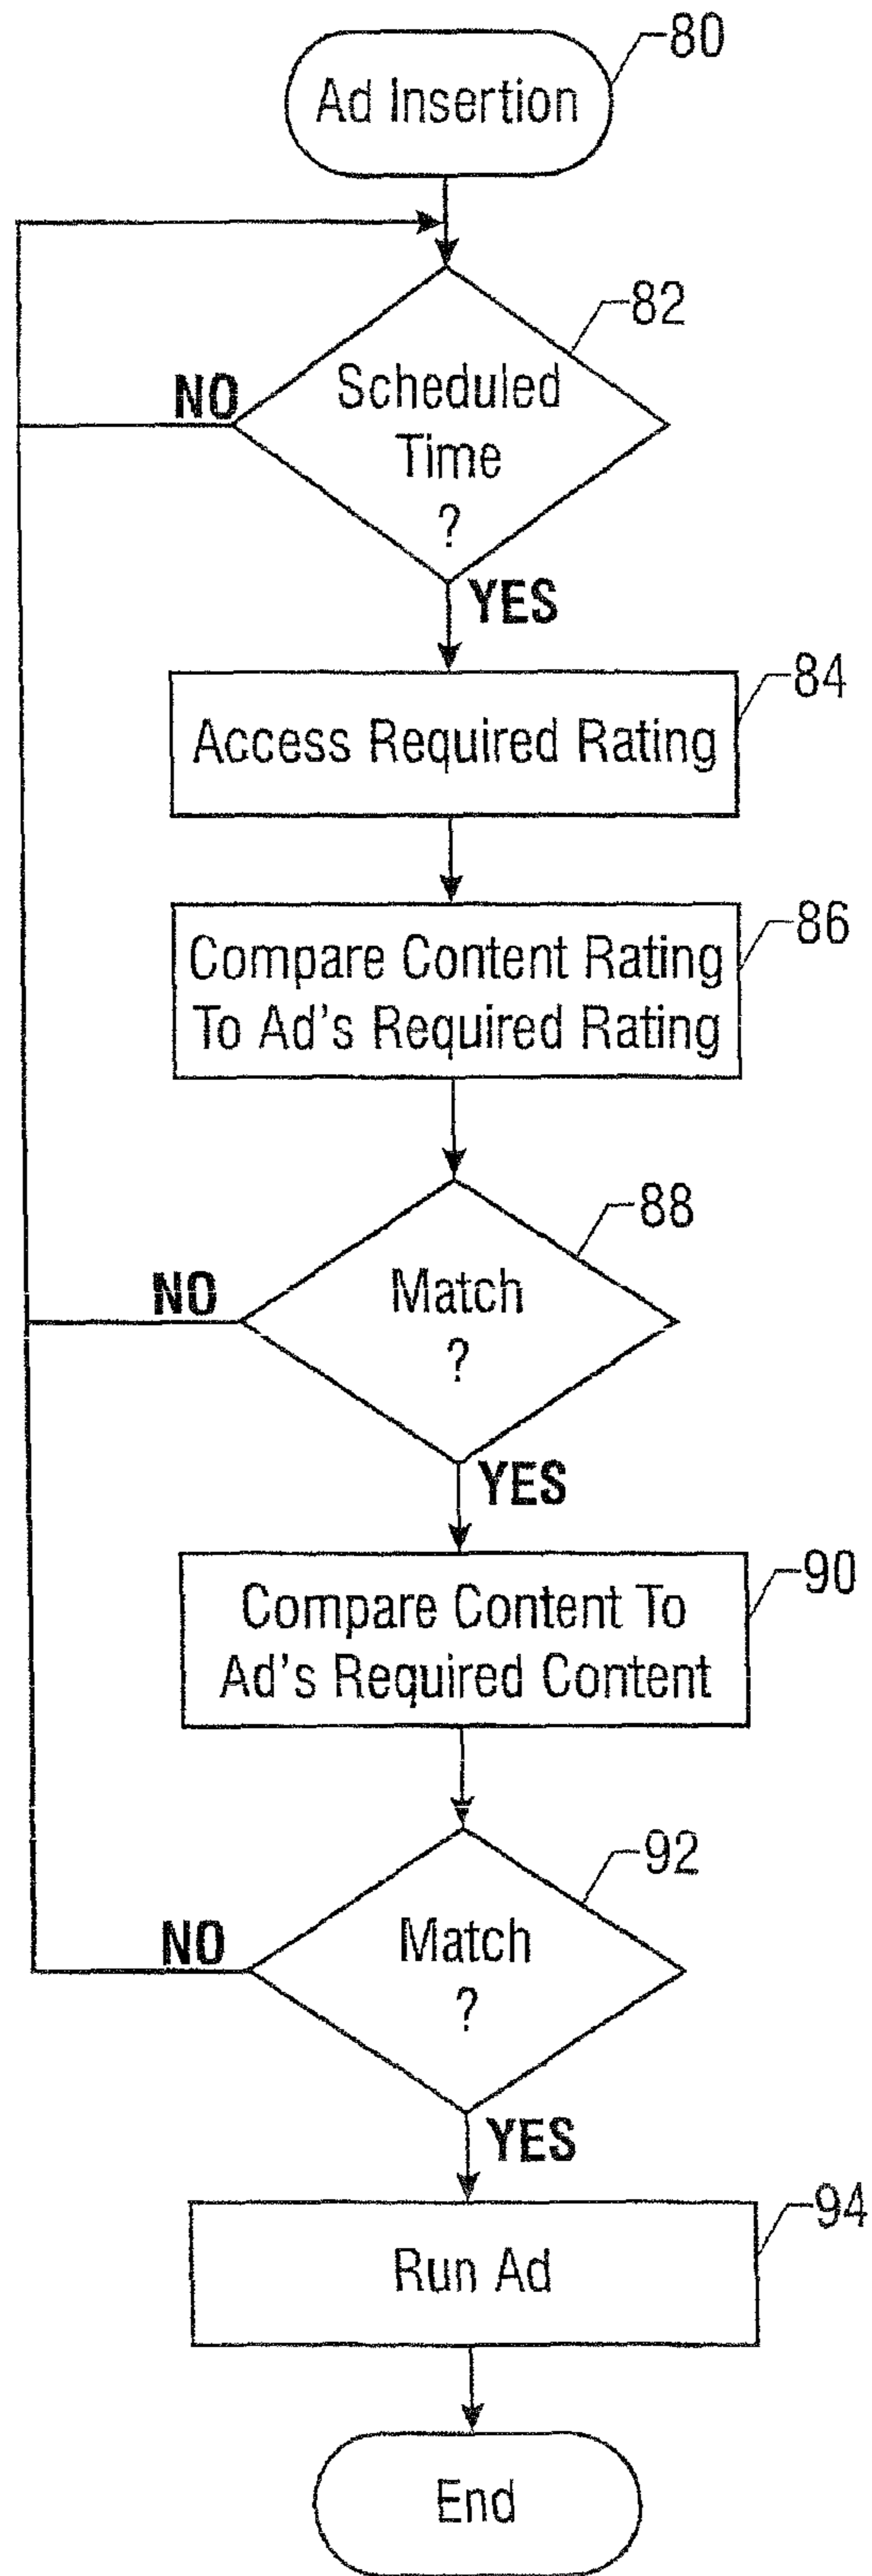 80
Ad Insertion
82
Scheduled
Time
?
NO
YES
84
Access Required Rating
86
Compare Content Rating
To Ad's Required Rating
88
Match
?
NO
YES
90
Compare Content To
Ad's Required Content
92
Match
?
NO
YES
94
Run Ad
End